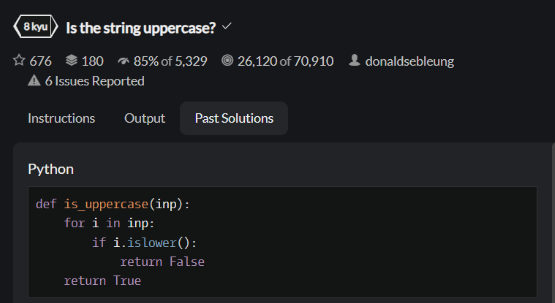 8 kyu Is the string uppercase?
676 180 85% of 5,329 26,120 of 70,910 donaldsebleung
6 Issues Reported
Instructions Output Past Solutions
Python
def is_uppercase(inp):
    for i in inp:
        if i.islower():
            return False
    return True